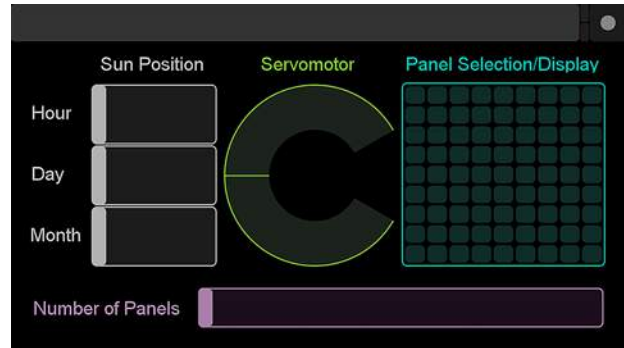 Sun Position
Servomotor
Panel Selection/Display
Hour
Day
Month
Number of Panels